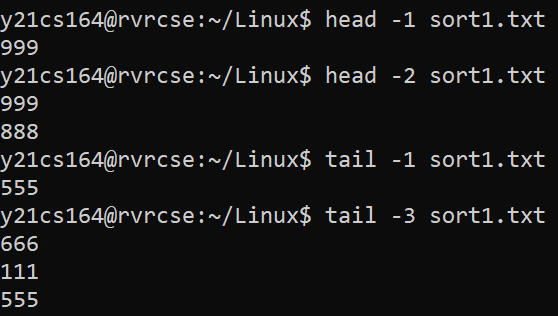 y21cs164@rvrcse:~/Linux$ head -1 sort1.txt
999
y21cs164@rvrcse:~/Linux$ head -2 sort1.txt
999
888
y21cs164@rvrcse:~/Linux$ tail -1 sort1.txt
555
y21cs164@rvrcse:~/Linux$ tail -3 sort1.txt
666
111
555